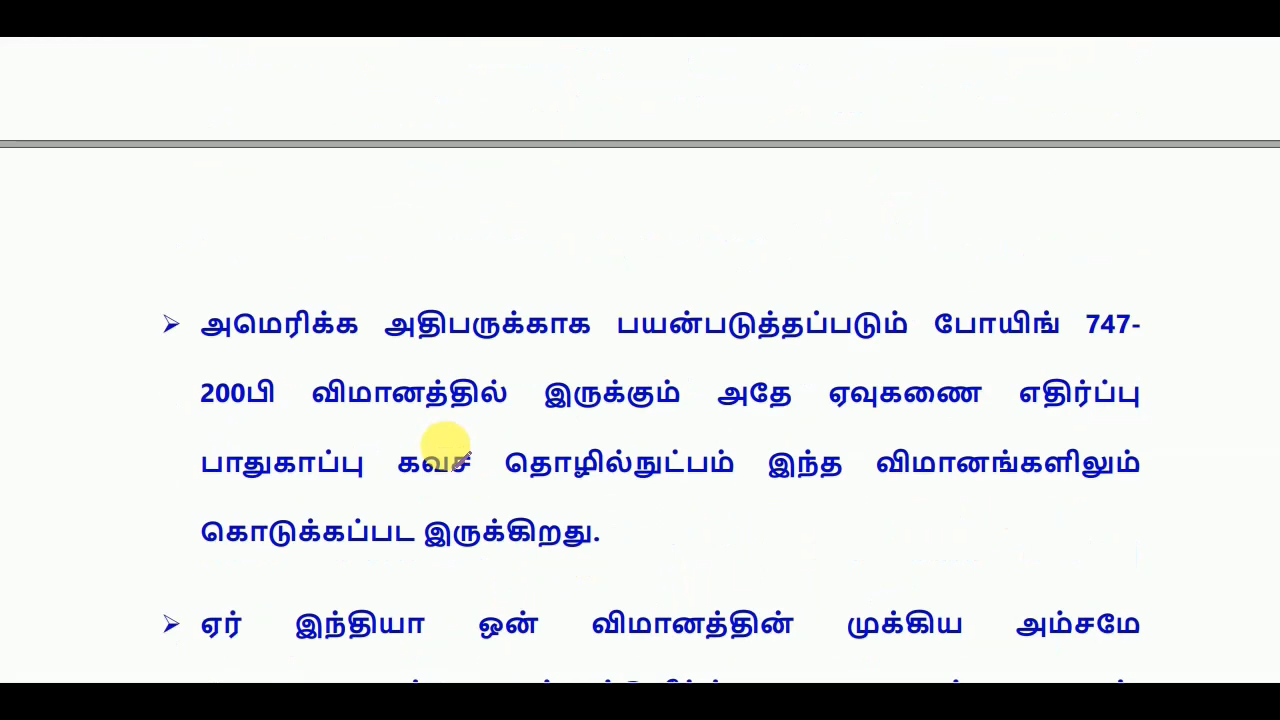 ➢ அமெரிக்க அதிபருக்காக பயன்படுத்தப்படும் போயிங் 747-
200பி விமானத்தில் இருக்கும் அதே ஏவுகணை எதிர்ப்பு
பாதுகாப்பு கவச தொழில்நுட்பம் இந்த விமானங்களிலும்
கொடுக்கப்பட இருக்கிறது.
➢ ஏர் இந்தியா ஒன் விமானத்தின் முக்கிய அம்சமே